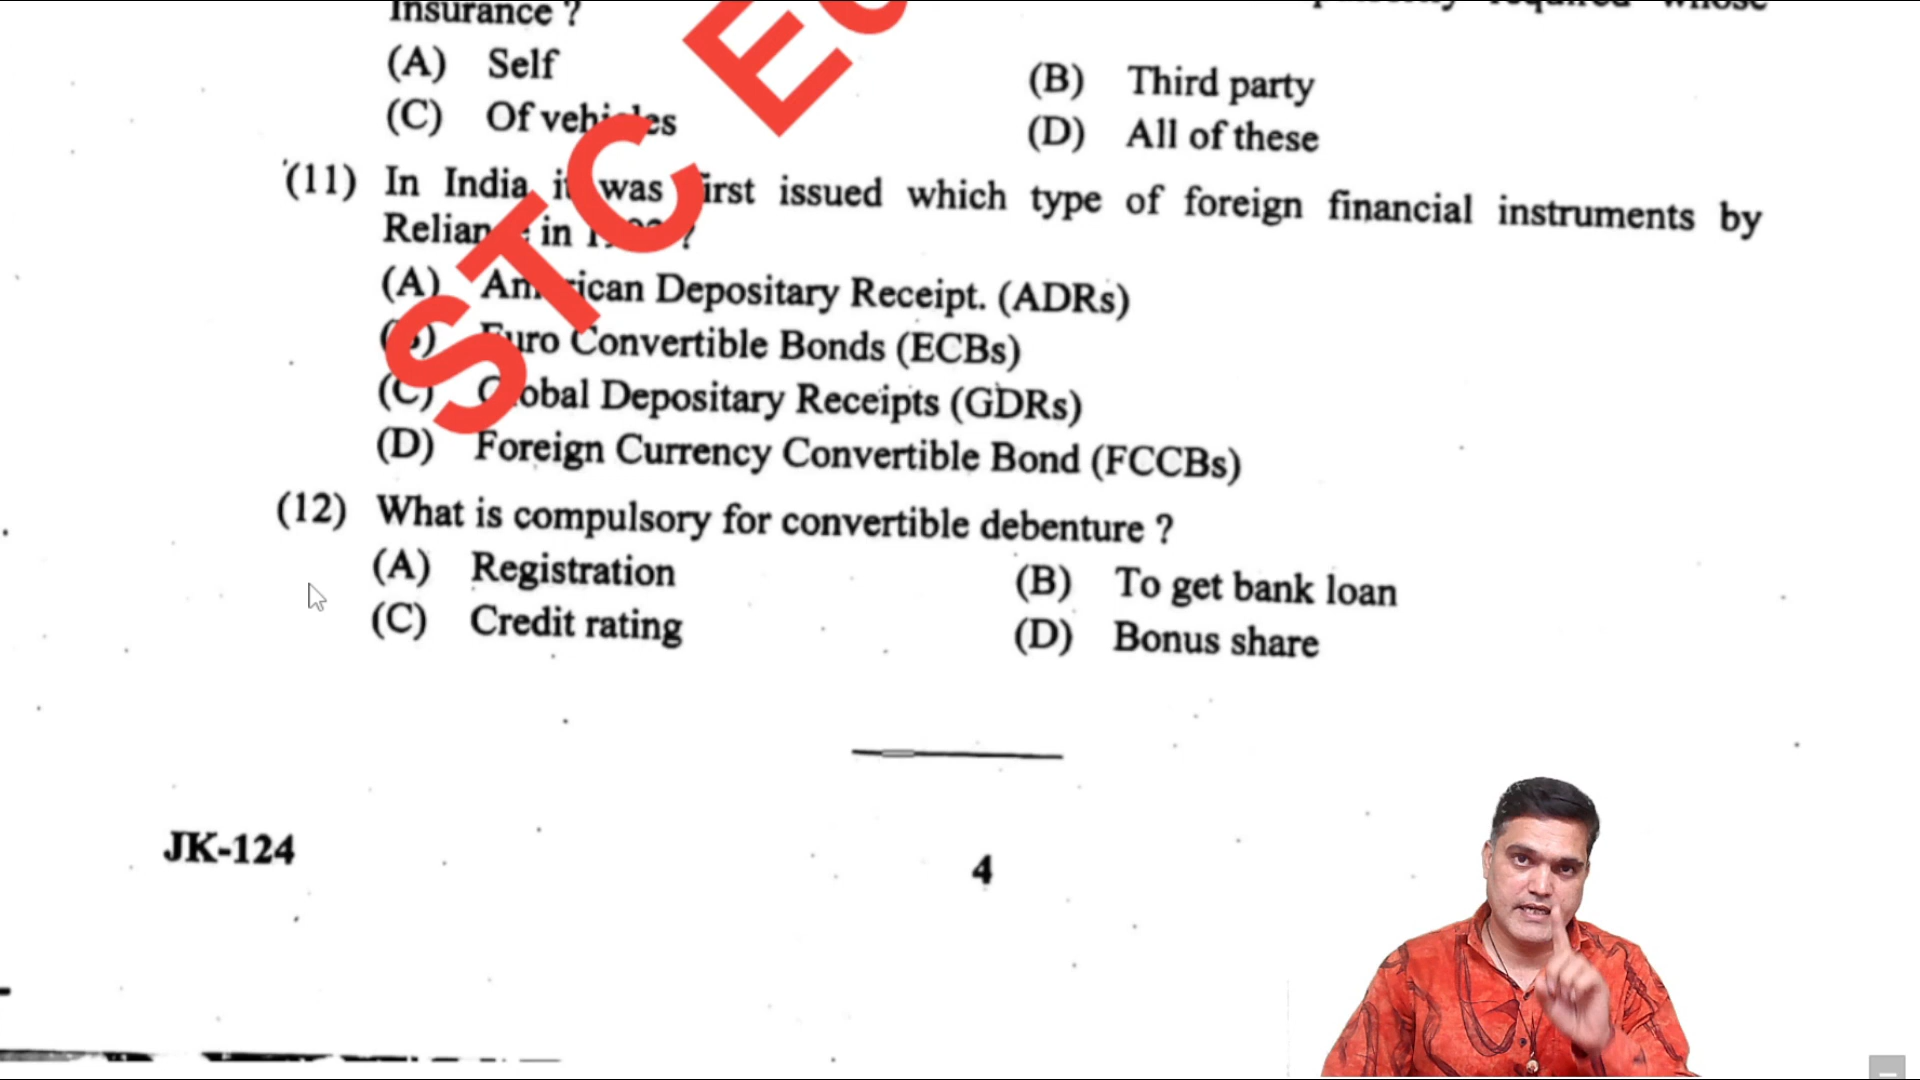 Insurance ?
(A) Self
(B) Third party
(C) Of vehicles
(D) All of these
(11) In India it was first issued which type of foreign financial instruments by
Reliance in ?
(A) American Depositary Receipt. (ADRs)
(B) Euro Convertible Bonds (ECBs)
(C) Global Depositary Receipts (GDRs)
(D) Foreign Currency Convertible Bond (FCCBs)
(12) What is compulsory for convertible debenture ?
(A) Registration
(B) To get bank loan
(C) Credit rating
(D) Bonus share
JK-124
4
STC